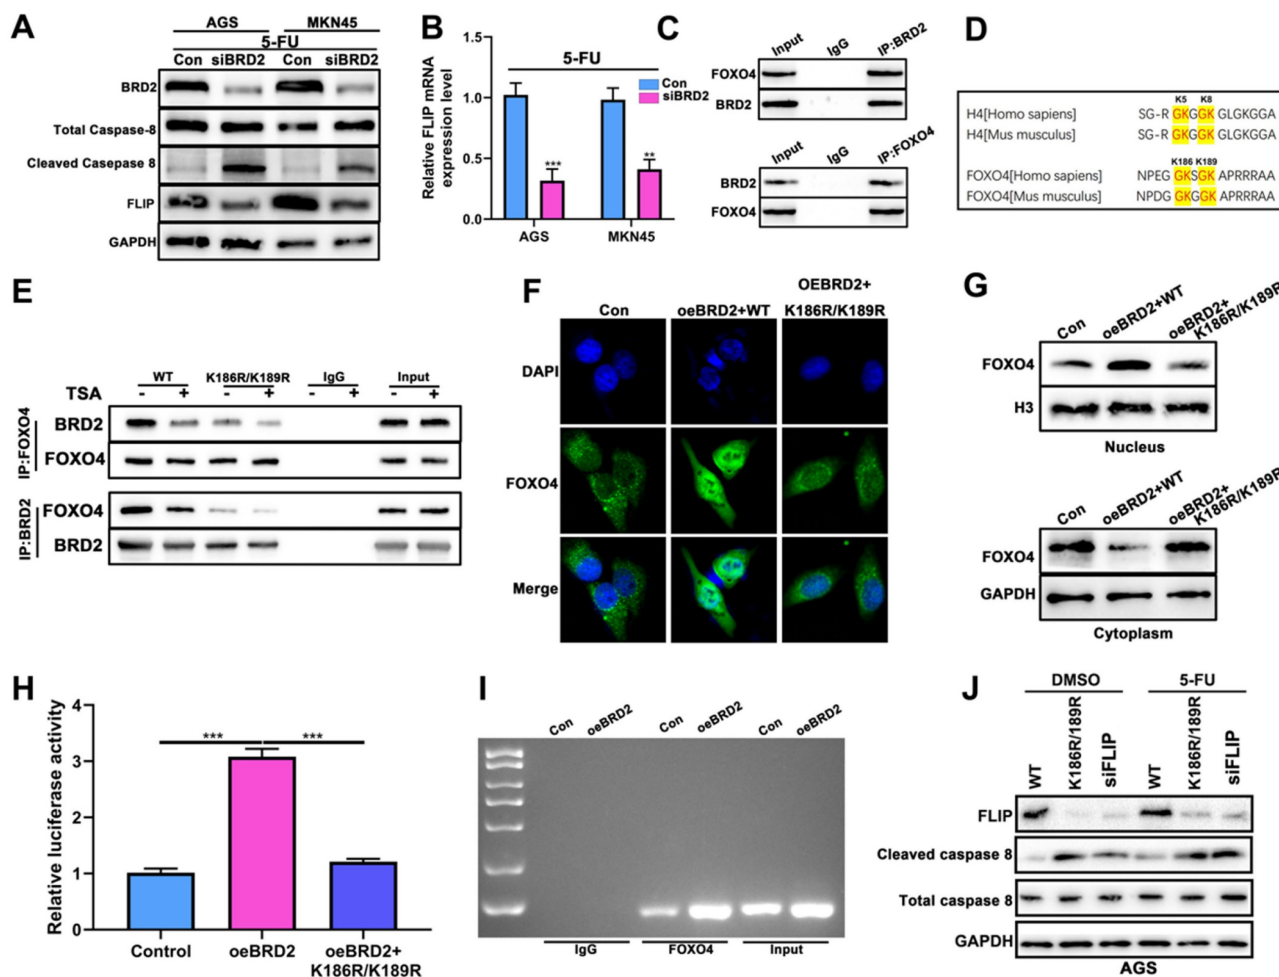 A
AGS MKN45
5-FU
Con siBRD2 Con siBRD2
BRD2
Total Caspase-8
Cleaved Casepase 8
FLIP
GAPDH
B
Relative FLIP mRNA
expression level
1.5
1.0
0.5
0.0
5-FU
Con
siBRD2
***
**
AGS MKN45
C
Input IgG IP:BRD2
FOXO4
BRD2
Input IgG IP:FOXO4
BRD2
FOXO4
D
K5 K8
H4[Homo sapiens] SG-R GKGGK GLGKGGA
H4[Mus musculus] SG-R GKGGK GLGKGGA
K186 K189
FOXO4[Homo sapiens] NPEG GKSGK APRRRAA
FOXO4[Mus musculus] NPDG GKGGK APRRRAA
E
WT K186R/K189R IgG Input
TSA - + - + - + - +
IP:FOXO4
BRD2
FOXO4
IP:BRD2
FOXO4
BRD2
F
Con oeBRD2+WT OEBRD2+
K186R/K189R
DAPI
FOXO4
Merge
G
Con oeBRD2+WT oeBRD2+
K186R/K189R
FOXO4
H3
Nucleus
Con oeBRD2+WT oeBRD2+
K186R/K189R
FOXO4
GAPDH
Cytoplasm
H
Relative luciferase activity
4
3
2
1
0
*** ***
Control oeBRD2 oeBRD2+
K186R/K189R
I
Con oeBRD2 Con oeBRD2 Con oeBRD2
IgG FOXO4 Input
J
DMSO 5-FU
WT K186R/189R siFLIP WT K186R/189R siFLIP
FLIP
Cleaved caspase 8
Total caspase 8
GAPDH
AGS